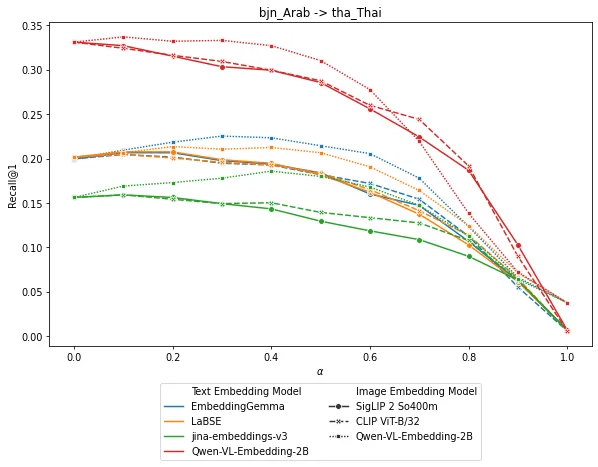 bjn_Arab -> tha_Thai
Recall@1
0.35
0.30
0.25
0.20
0.15
0.10
0.05
0.00
0.0 0.2 0.4 0.6 0.8 1.0
α
Text Embedding Model
EmbeddingGemma
LaBSE
jina-embeddings-v3
Qwen-VL-Embedding-2B
Image Embedding Model
SigLIP 2 So400m
CLIP ViT-B/32
Qwen-VL-Embedding-2B